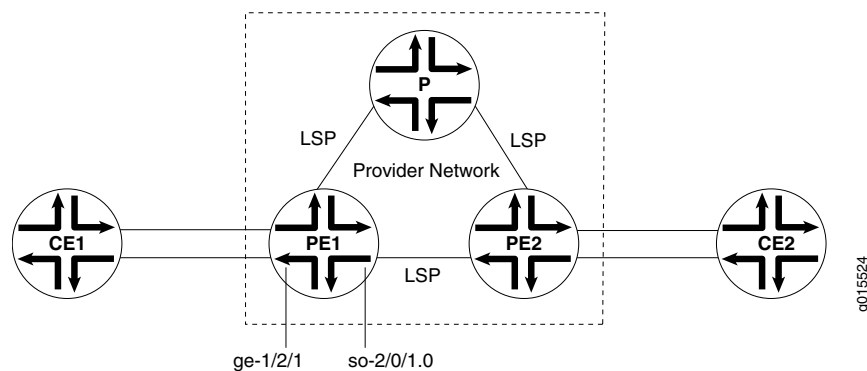 P
LSP
LSP
Provider Network
CE1
PE1
PE2
CE2
LSP
g015524
ge-1/2/1
so-2/0/1.0